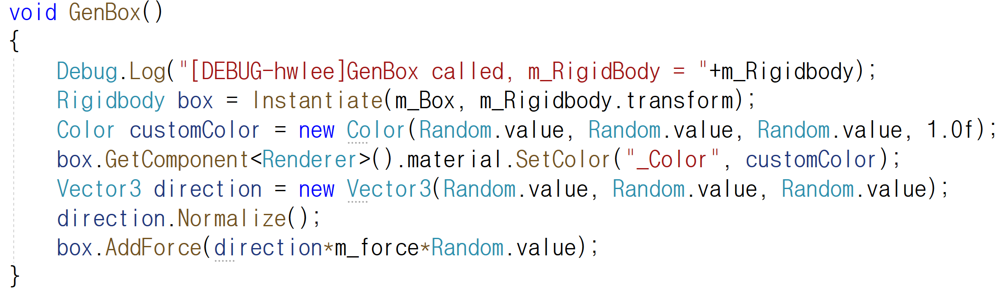 void GenBox()
{
    Debug.Log("[DEBUG-hwlee]GenBox called, m_RigidBody = "+m_Rigidbody);
    Rigidbody box = Instantiate(m_Box, m_Rigidbody.transform);
    Color customColor = new Color(Random.value, Random.value, Random.value, 1.0f);
    box.GetComponent<Renderer>().material.SetColor("_Color", customColor);
    Vector3 direction = new Vector3(Random.value, Random.value, Random.value);
    direction.Normalize();
    box.AddForce(direction*m_force*Random.value);
}